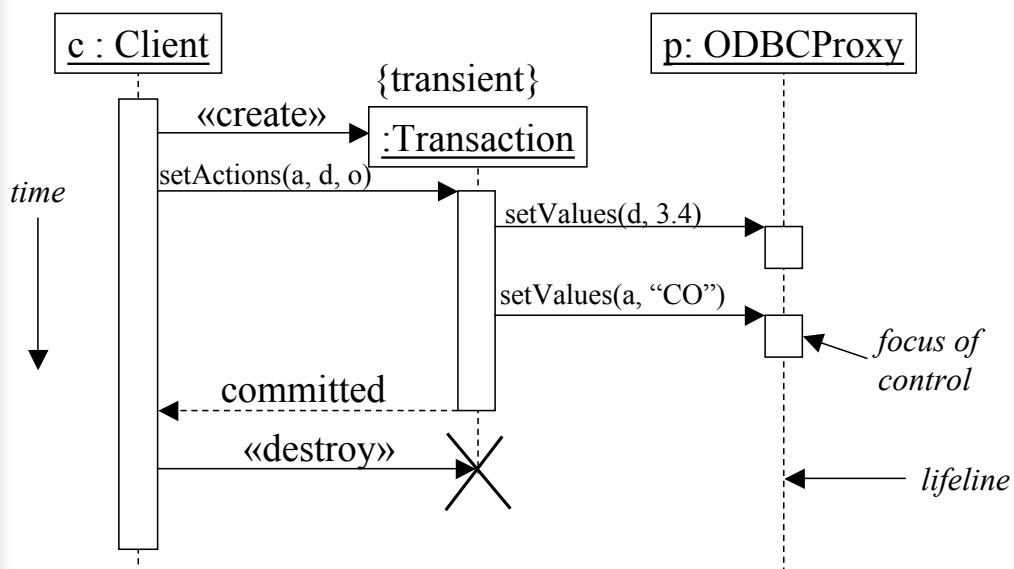 c : Client
p: ODBCProxy
{transient}
«create»
:Transaction
setActions(a, d, o)
time
setValues(d, 3.4)
setValues(a, “CO”)
focus of
control
committed
«destroy»
lifeline